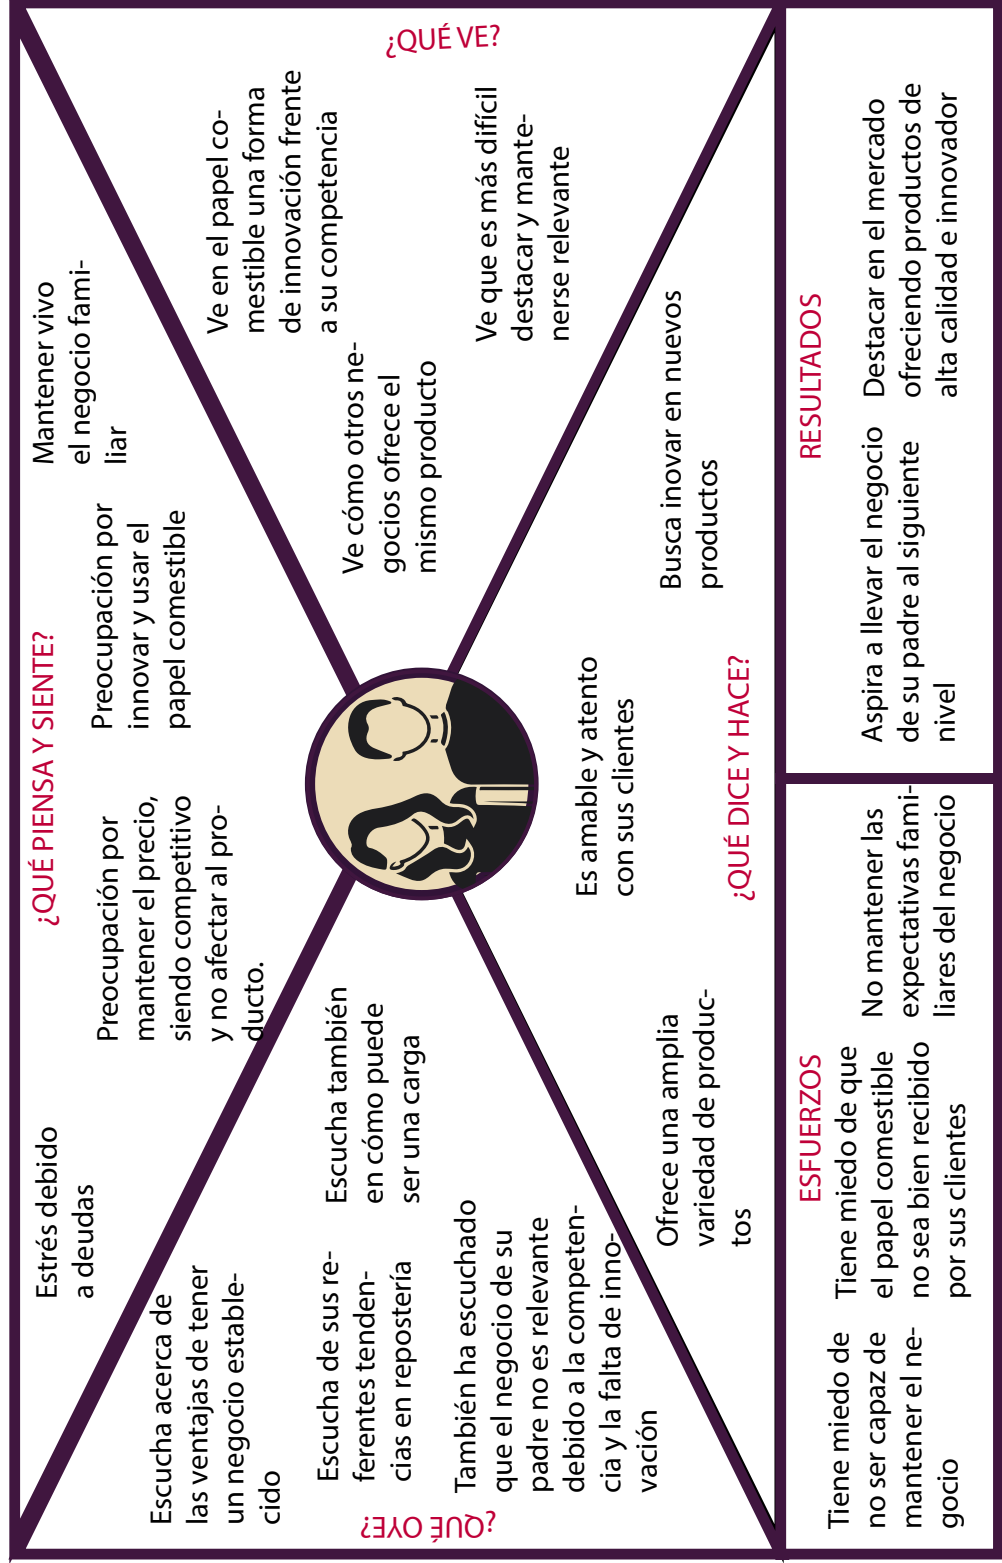 ¿QUÉ PIENSA Y SIENTE?
Estrés debido
a deudas
Preocupación por
mantener el precio,
siendo competitivo
y no afectar al pro-
ducto.
Preocupación por
innovar y usar el
papel comestible
Mantener vivo
el negocio fami-
liar
¿QUÉ OYE?
Escucha acerca de
las ventajas de tener
un negocio estable-
cido
Escucha de sus re-
ferentes tenden-
cias en repostería
Escucha también
en cómo puede
ser una carga
También ha escuchado
que el negocio de su
padre no es relevante
debido a la competen-
cia y la falta de inno-
vación
¿QUÉ VE?
Ve en el papel co-
mestible una forma
de innovación frente
a su competencia
Ve cómo otros ne-
gocios ofrece el
mismo producto
Ve que es más difícil
destacar y mante-
nerse relevante
Es amable y atento
con sus clientes
Busca inovar en nuevos
productos
Ofrece una amplia
variedad de produc-
tos
¿QUÉ DICE Y HACE?
ESFUERZOS
Tiene miedo de
no ser capaz de
mantener el ne-
gocio
Tiene miedo de que
el papel comestible
no sea bien recibido
por sus clientes
No mantener las
expectativas fami-
liares del negocio
RESULTADOS
Aspira a llevar el negocio
de su padre al siguiente
nivel
Destacar en el mercado
ofreciendo productos de
alta calidad e innovador